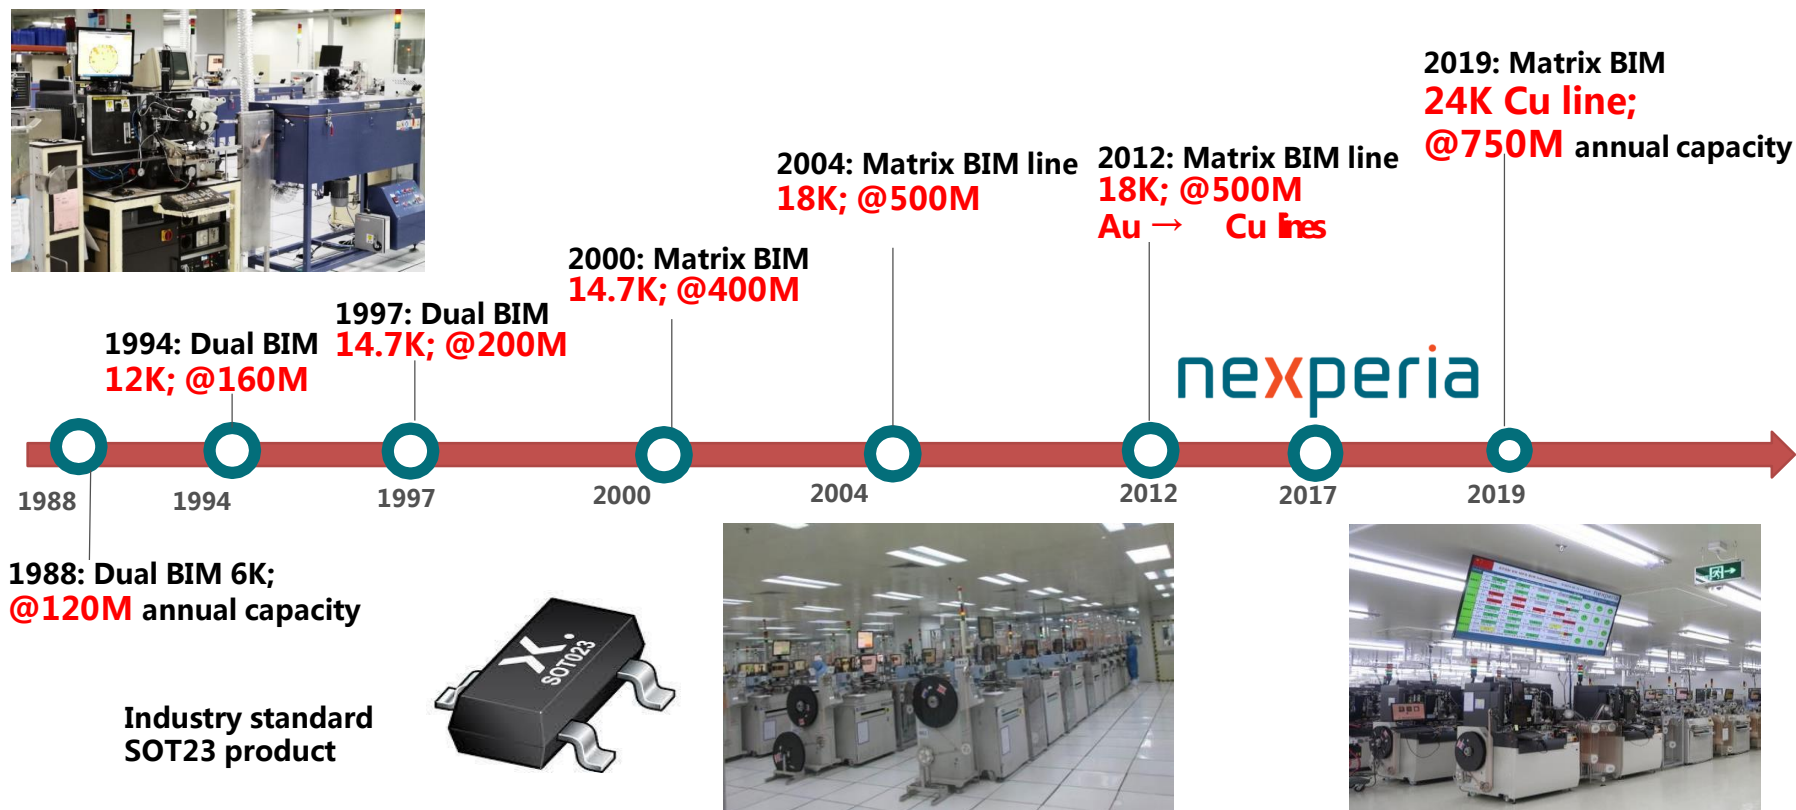 2019: Matrix BIM
24K Cu line;
@750M annual capacity
2004: Matrix BIM line
18K; @500M
2012: Matrix BIM line
18K; @500M
Au → Cu lines
2000: Matrix BIM
14.7K; @400M
1997: Dual BIM
14.7K; @200M
1994: Dual BIM
12K; @160M
nexperia
1988
1994
1997
2000
2004
2012
2017
2019
1988: Dual BIM 6K;
@120M annual capacity
SOT023
Industry standard
SOT23 product